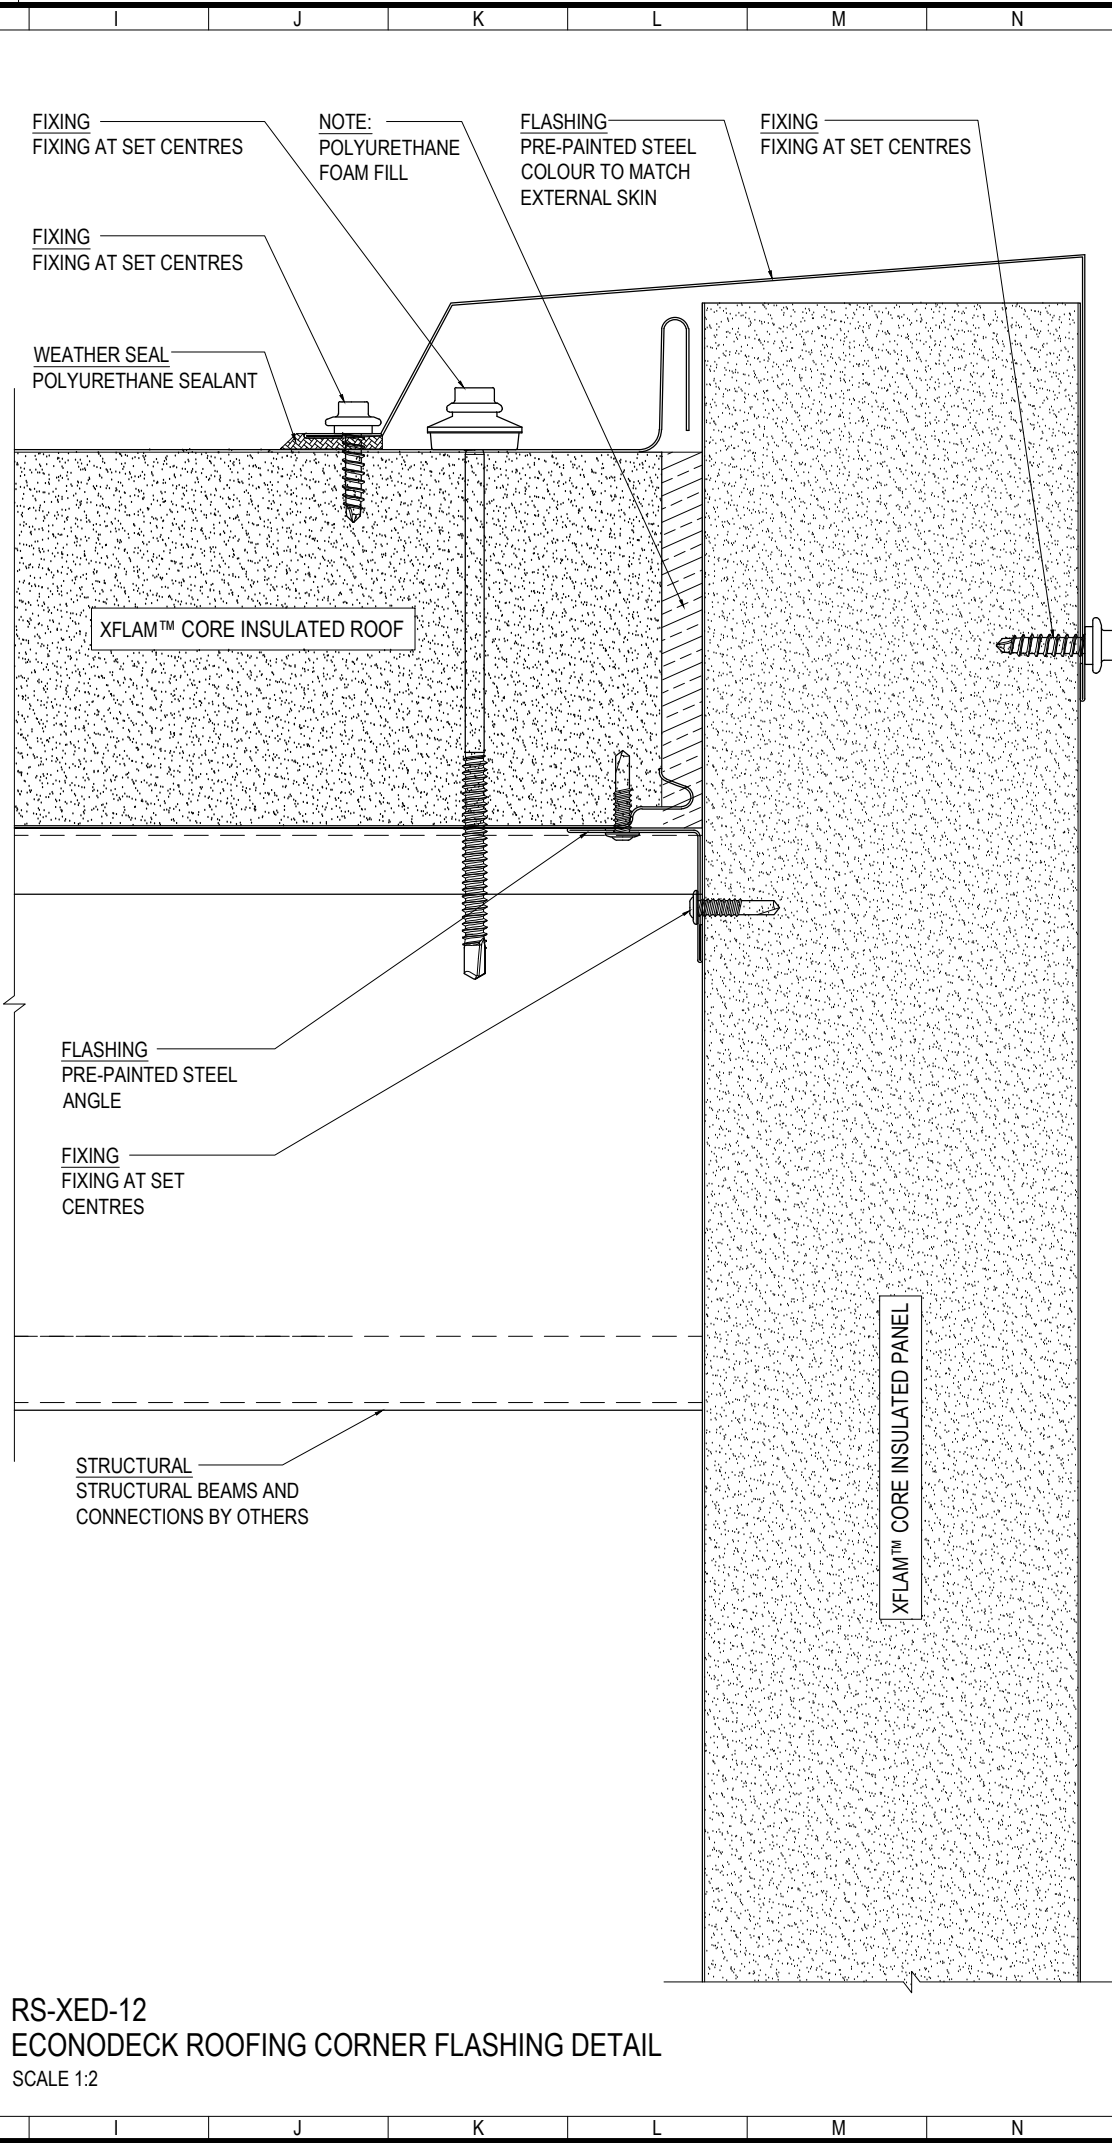 I J K L M N
FIXING
FIXING AT SET CENTRES
NOTE:
POLYURETHANE
FOAM FILL
FLASHING
PRE-PAINTED STEEL
COLOUR TO MATCH
EXTERNAL SKIN
FIXING
FIXING AT SET CENTRES
FIXING
FIXING AT SET CENTRES
WEATHER SEAL
POLYURETHANE SEALANT
XFLAM™ CORE INSULATED ROOF
FLASHING
PRE-PAINTED STEEL
ANGLE
FIXING
FIXING AT SET
CENTRES
XFLAM™ CORE INSULATED PANEL
STRUCTURAL
STRUCTURAL BEAMS AND
CONNECTIONS BY OTHERS
RS-XED-12
ECONODECK ROOFING CORNER FLASHING DETAIL
SCALE 1:2
I J K L M N